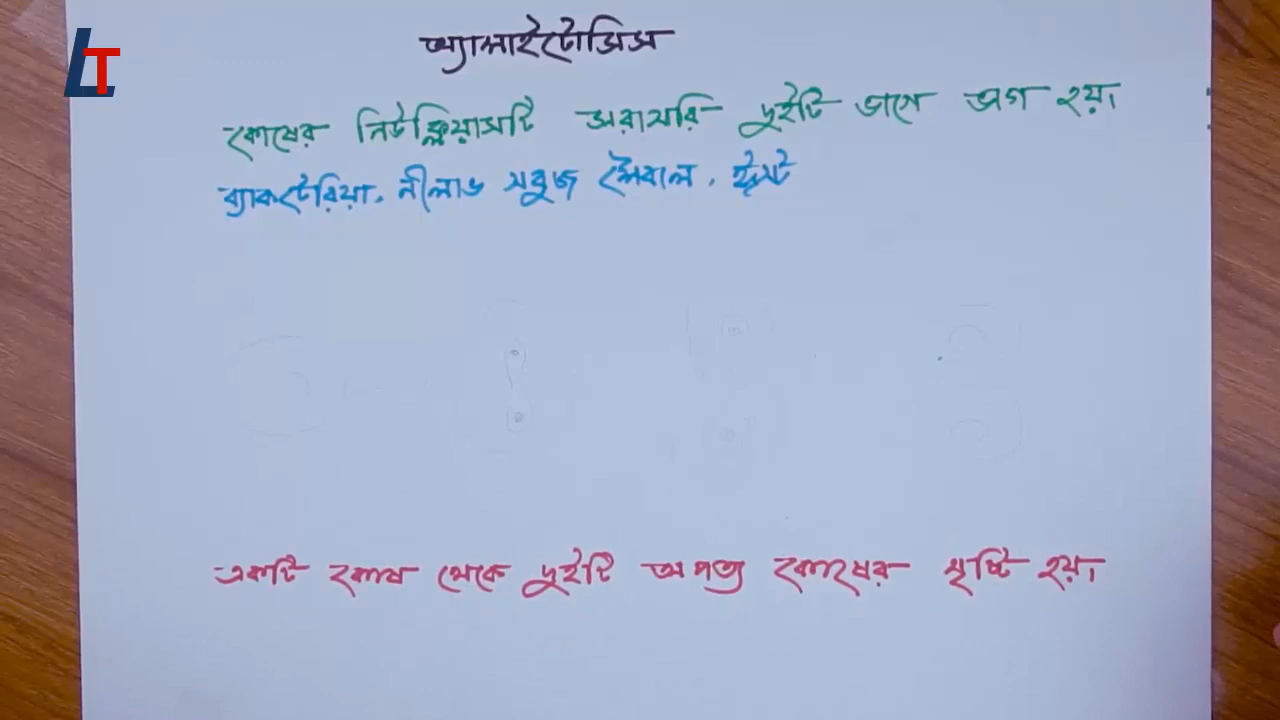 LT
অ্যামাইটোসিস
কোষের নিউক্লিয়াসটি সরাসরি দুইটি ভাগে ভাগ হয়।
ব্যাকটেরিয়া, নীলাভ সবুজ শৈবাল, ইস্ট
একটি কোষ থেকে দুইটি অপত্য কোষের সৃষ্টি হয়।